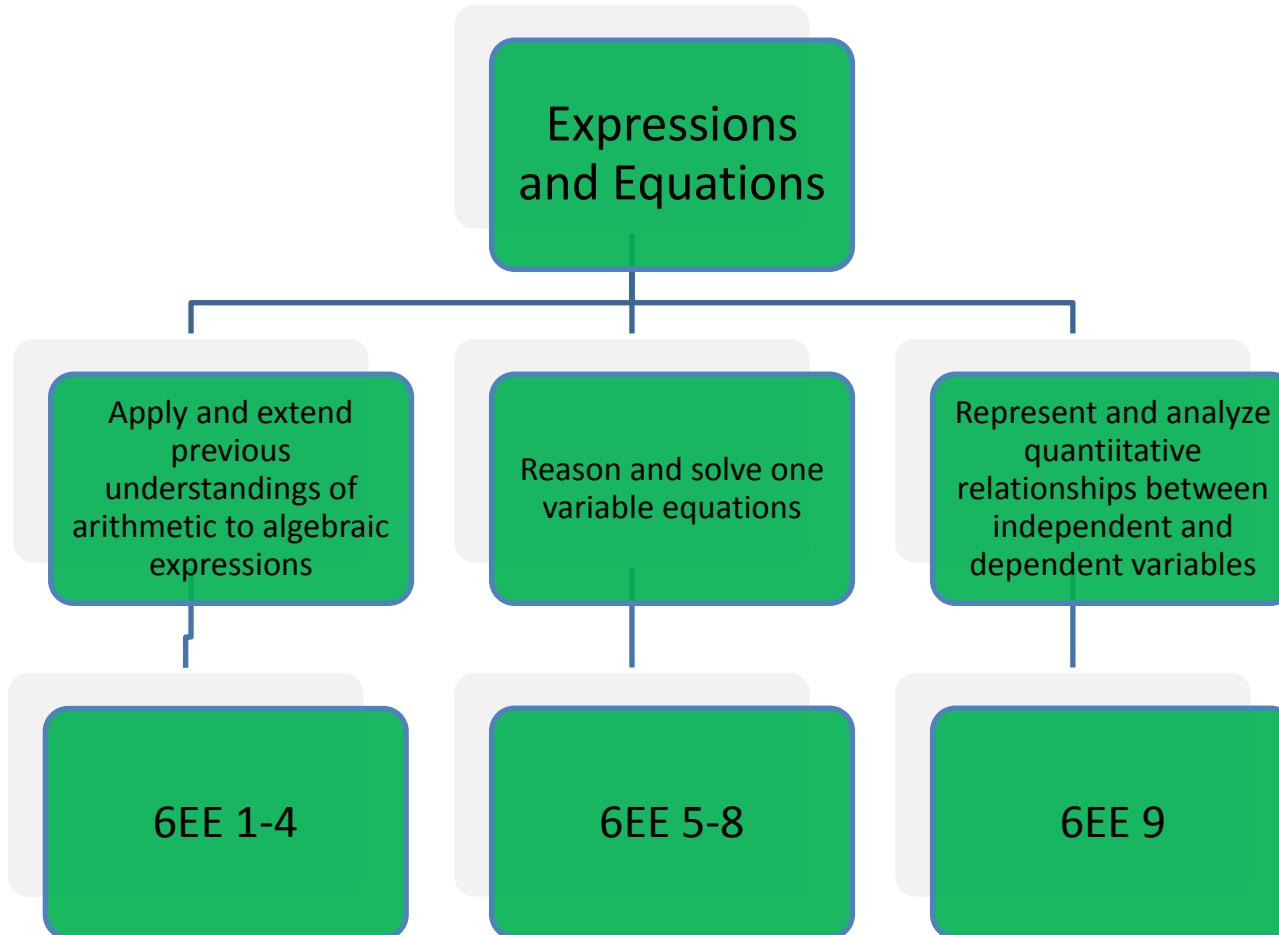 Expressions
and Equations
Apply and extend
previous
understandings of
arithmetic to algebraic
expressions
Reason and solve one
variable equations
Represent and analyze
quantiitative
relationships between
independent and
dependent variables
6EE 1-4
6EE 5-8
6EE 9